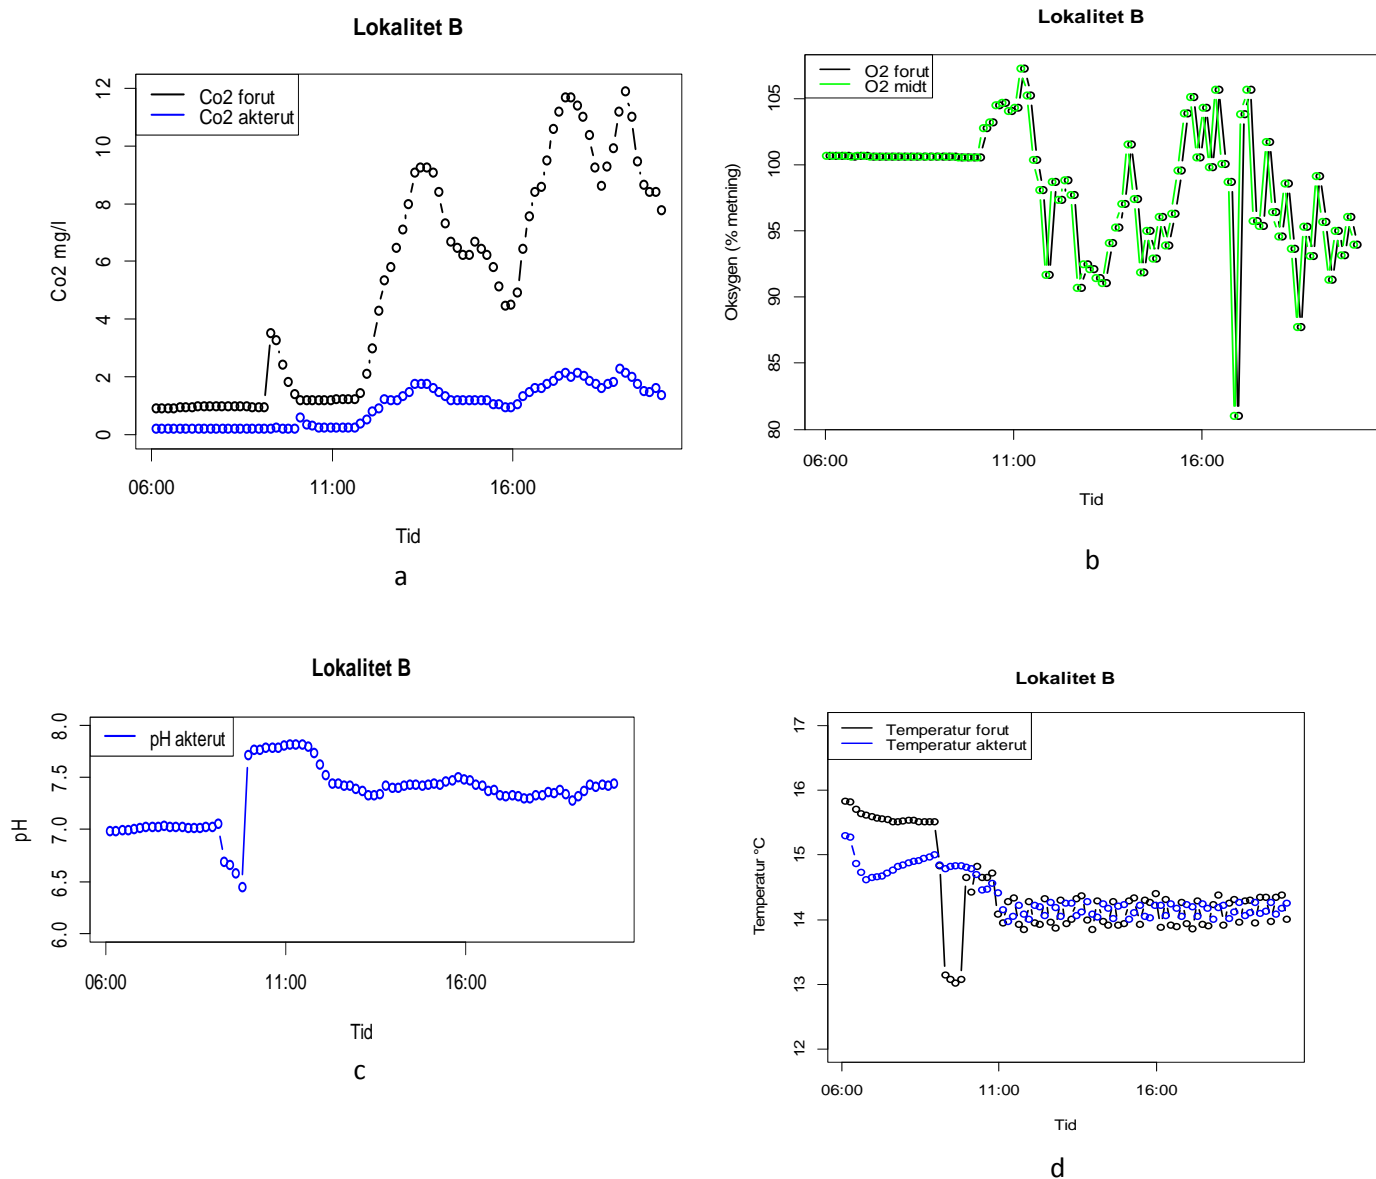 Lokalitet B
Co2 forut
Co2 akterut
Co2 mg/l
12
10
8
6
4
2
0
06:00 11:00 16:00
Tid
a
Lokalitet B
O2 forut
O2 midt
Oksygen (% metning)
105
100
95
90
85
80
06:00 11:00 16:00
Tid
b
Lokalitet B
pH akterut
pH
8.0
7.5
7.0
6.5
6.0
06:00 11:00 16:00
Tid
c
Lokalitet B
Temperatur forut
Temperatur akterut
Temperatur °C
17
16
15
14
13
12
06:00 11:00 16:00
Tid
d